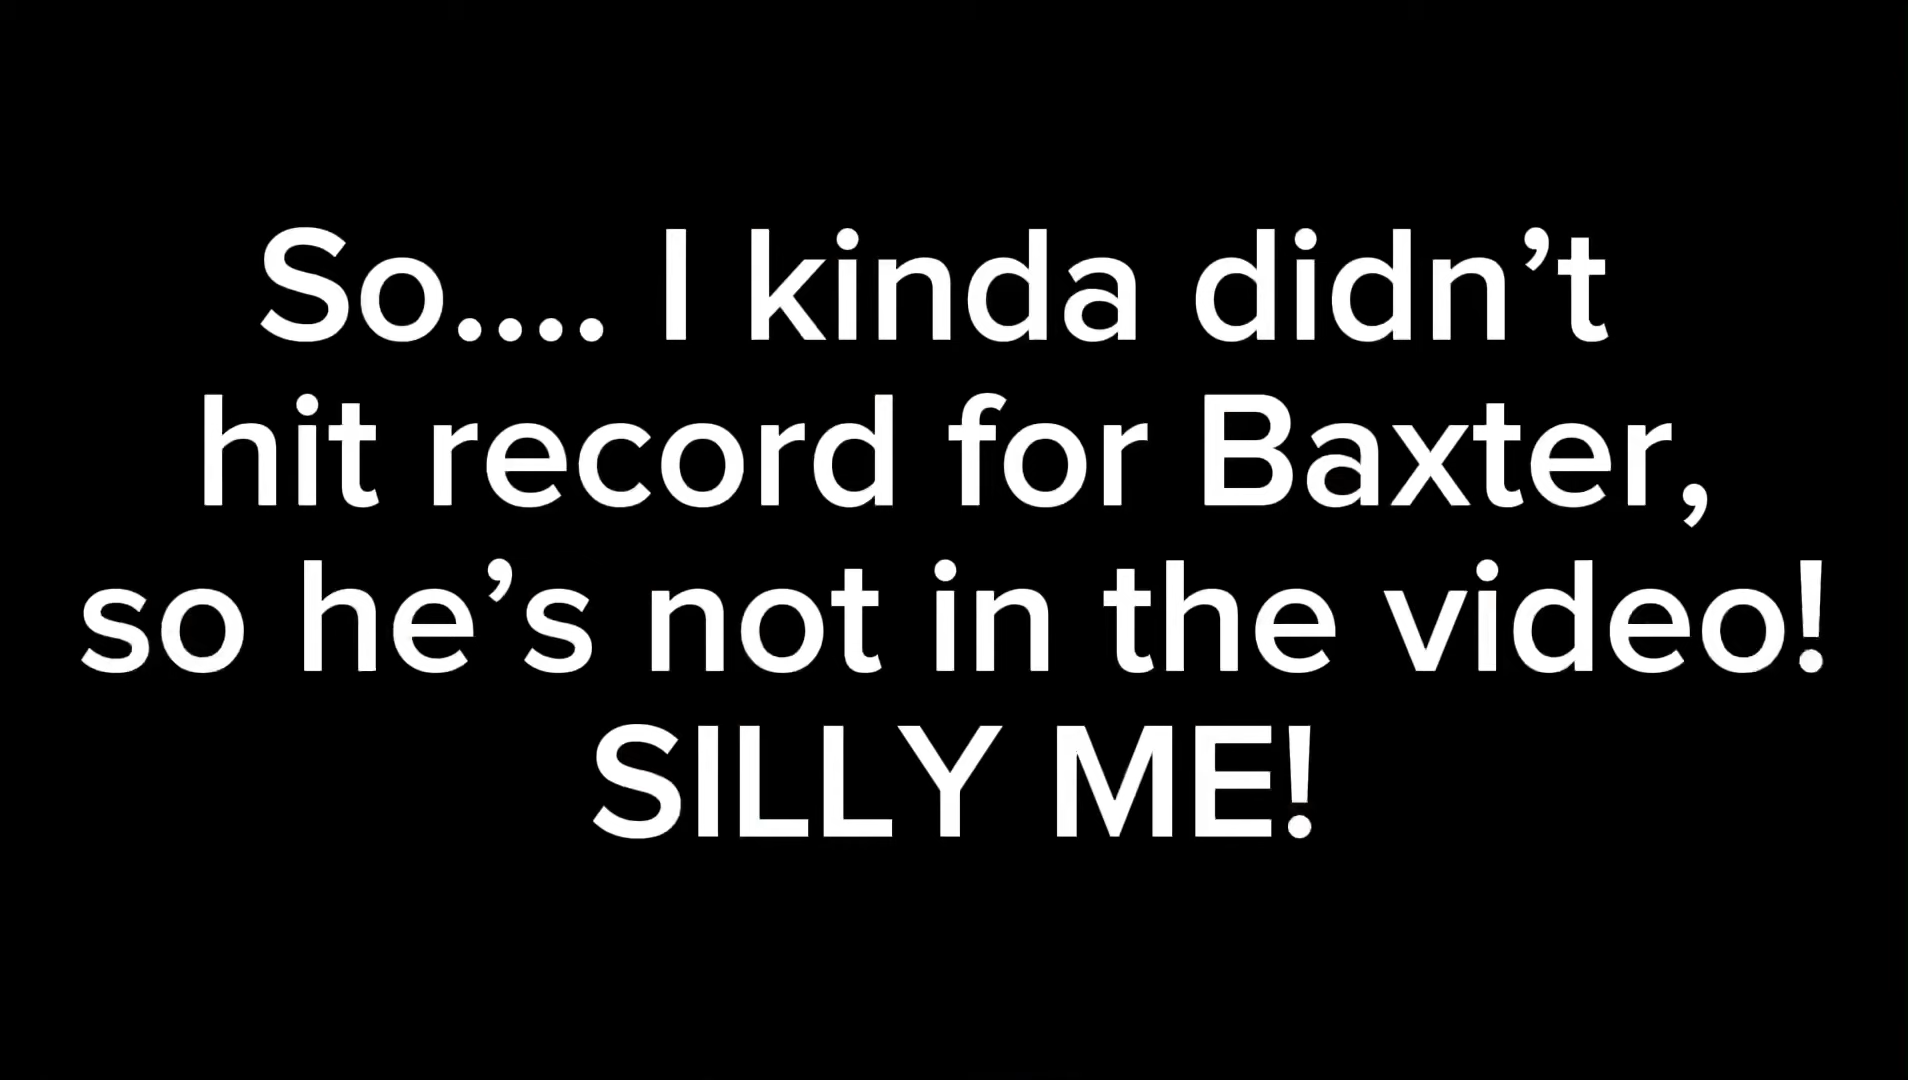 So.... I kinda didn’t
hit record for Baxter,
so he’s not in the video!
SILLY ME!